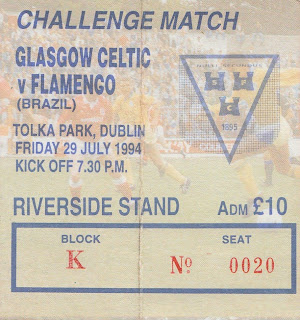 CHALLENGE MATCH
GLASGOW CELTIC
v FLAMENGO
(BRAZIL)
TOLKA PARK, DUBLIN
FRIDAY 29 JULY 1994
KICK OFF 7.30 P.M.
1895
RIVERSIDE STAND ADM £10
BLOCK SEAT
K No 0020